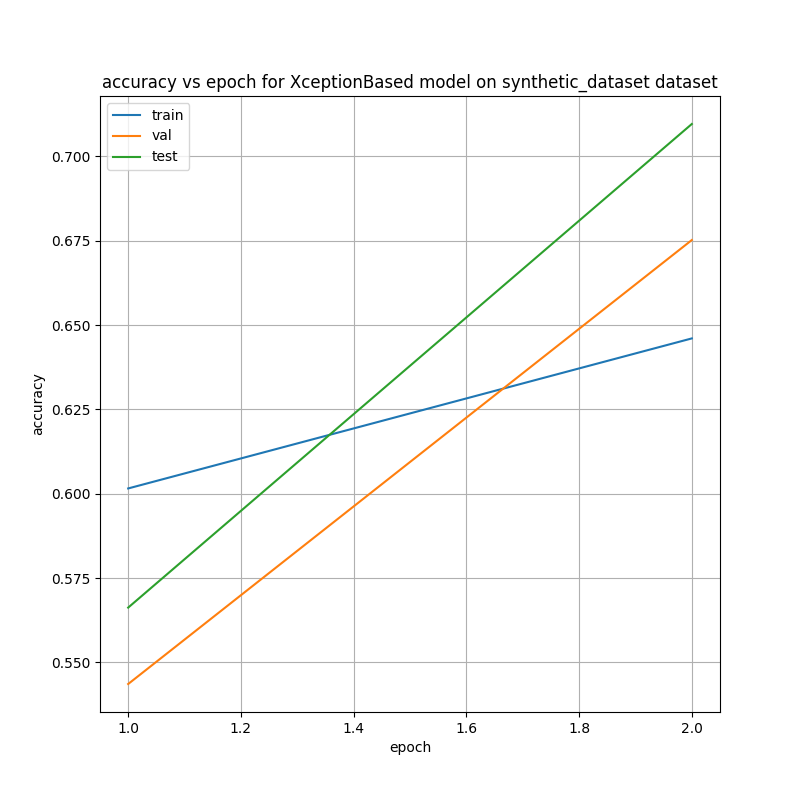 accuracy vs epoch for XceptionBased model on synthetic_dataset dataset
train
val
test
0.700
0.675
0.650
0.625
0.600
0.575
0.550
accuracy
1.0 1.2 1.4 1.6 1.8 2.0
epoch